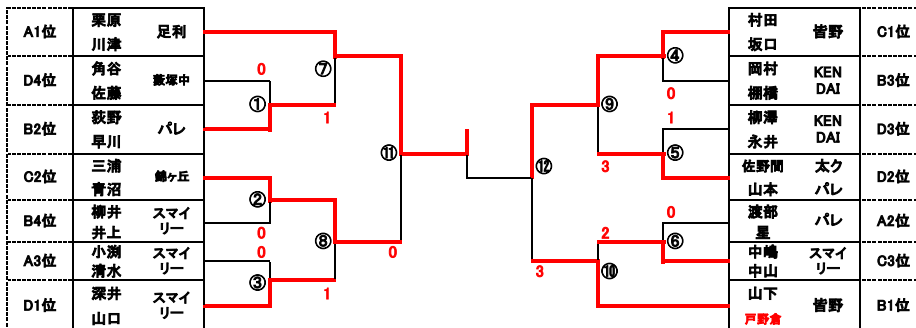 A1位 栗原 川津 足利
D4位 角谷 佐藤 薮塚中
B2位 荻野 早川 パレ
C2位 三浦 青沼 錦ヶ丘
B4位 柳井 井上 スマイリー
A3位 小渕 清水 スマイリー
D1位 深井 山口 スマイリー
0
①
⑦
1
②
0
0
③
⑧
1
⑪
0
⑫
3
④
0
⑨
1
⑤
3
0
⑥
2
⑩
村田 坂口 皆野 C1位
岡村 棚橋 KEN DAI B3位
柳澤 永井 KEN DAI D3位
佐野間 山本 太ク パレ D2位
渡部 星 パレ A2位
中嶋 中山 スマイリー C3位
山下 戸野倉 皆野 B1位